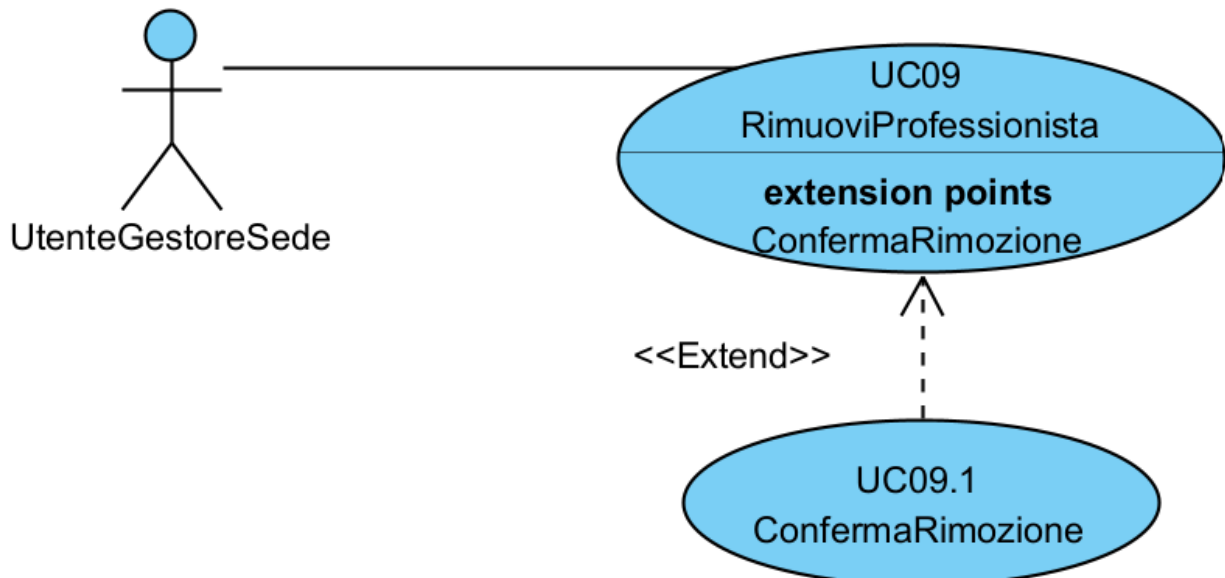 UC09
RimuoviProfessionista
extension points
ConfermaRimozione
UtenteGestoreSede
<<Extend>>
UC09.1
ConfermaRimozione